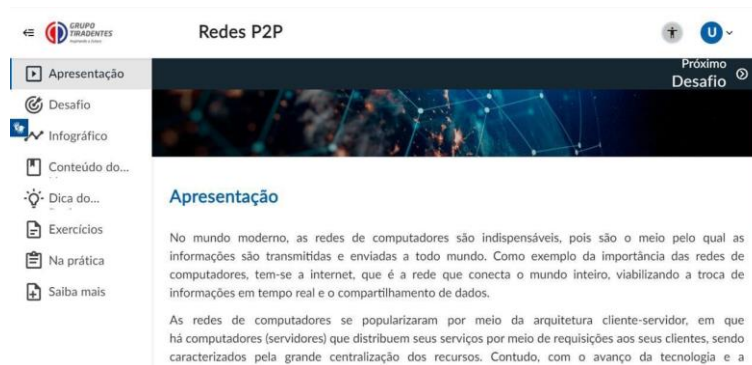 GRUPO
TIRADENTES
Redes P2P
U
Apresentação
Próximo
Desafio
Desafio
Infográfico
Conteúdo do...
Dica do...
Exercícios
Na prática
Saiba mais
Apresentação
No mundo moderno, as redes de computadores são indispensáveis, pois são o meio pelo qual as
informações são transmitidas e enviadas a todo mundo. Como exemplo da importância das redes de
computadores, tem-se a internet, que é a rede que conecta o mundo inteiro, viabilizando a troca de
informações em tempo real e o compartilhamento de dados.
As redes de computadores se popularizaram por meio da arquitetura cliente-servidor, em que
há computadores (servidores) que distribuem seus serviços por meio de requisições aos seus clientes, sendo
caracterizados pela grande centralização dos recursos. Contudo, com o avanço da tecnologia e a